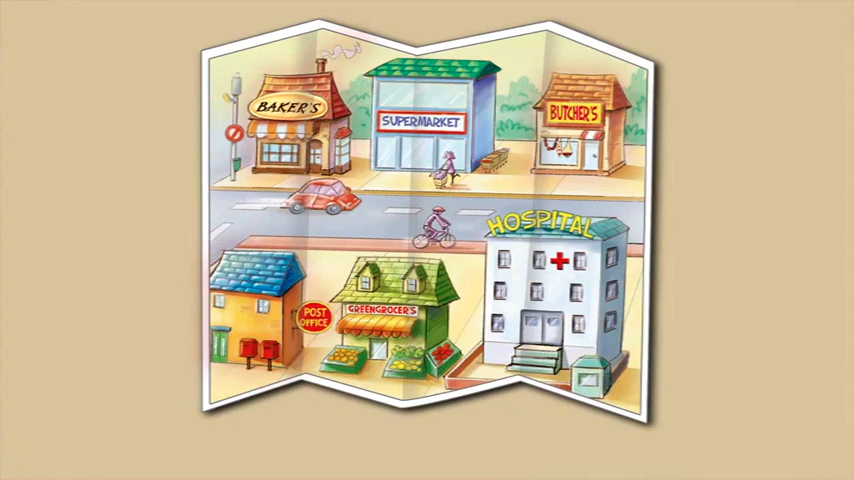 BAKER'S
SUPERMARKET
BUTCHER'S
HOSPITAL
POST
OFFICE
GREENGROCER'S